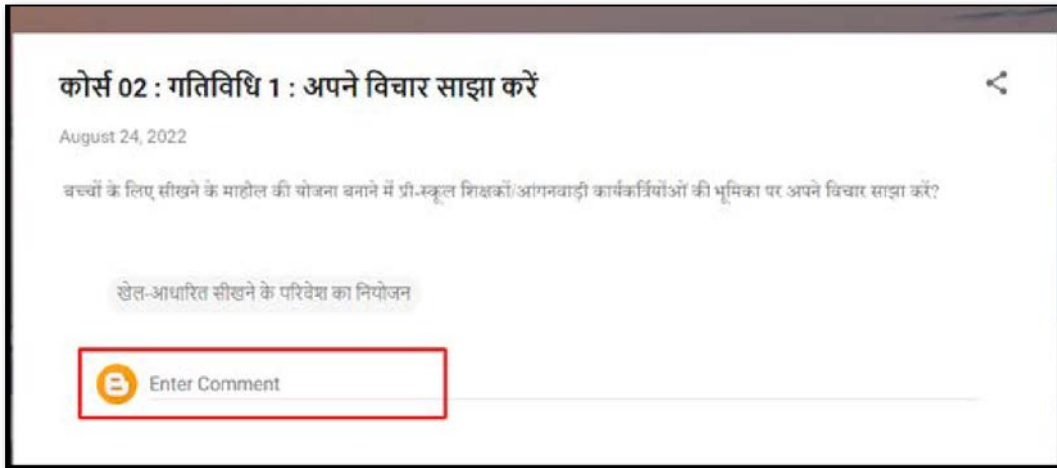 कोर्स 02 : गतिविधि 1 : अपने विचार साझा करें
August 24, 2022
बच्चों के लिए सीखने के माहौल की योजना बनाने में प्री-स्कूल शिक्षकों/आंगनवाड़ी कार्यकर्त्रियोंओं की भूमिका पर अपने विचार साझा करें?
खेल-आधारित सीखने के परिवेश का नियोजन
Enter Comment